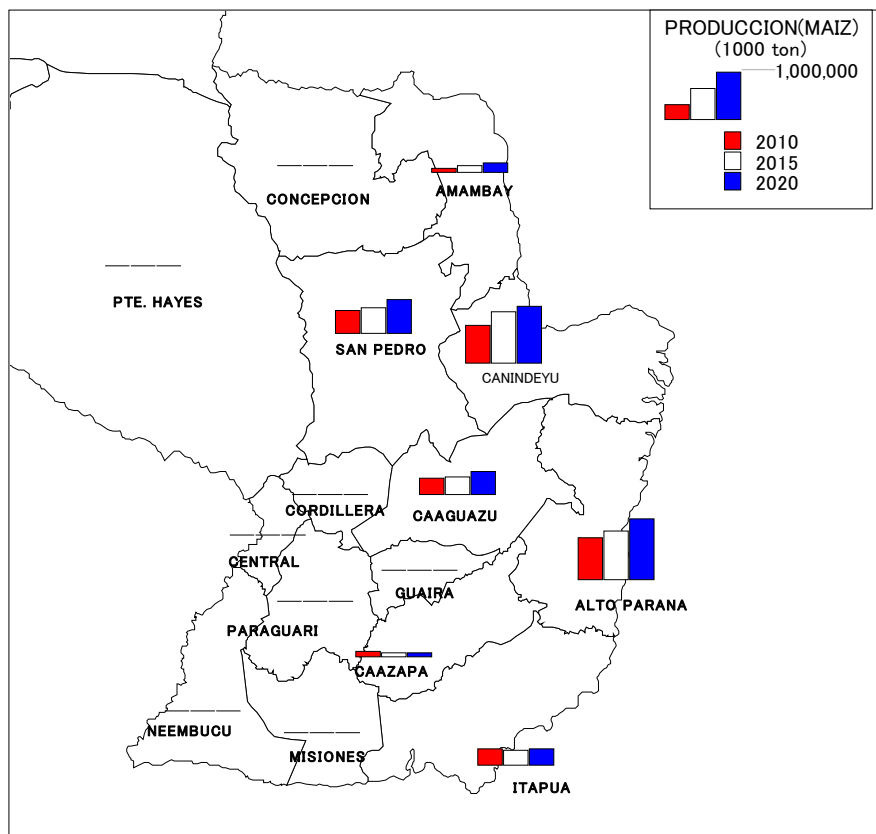 PRODUCCION(MAIZ)
(1000 ton)
1,000,000
2010
2015
2020
CONCEPCION
AMAMBAY
PTE. HAYES
SAN PEDRO
CANINDEYU
CORDILLERA
CAAGUAZU
CENTRAL
GUAIRA
ALTO PARANA
PARAGUARI
CAAZAPA
NEEMBUCU
MISIONES
ITAPUA